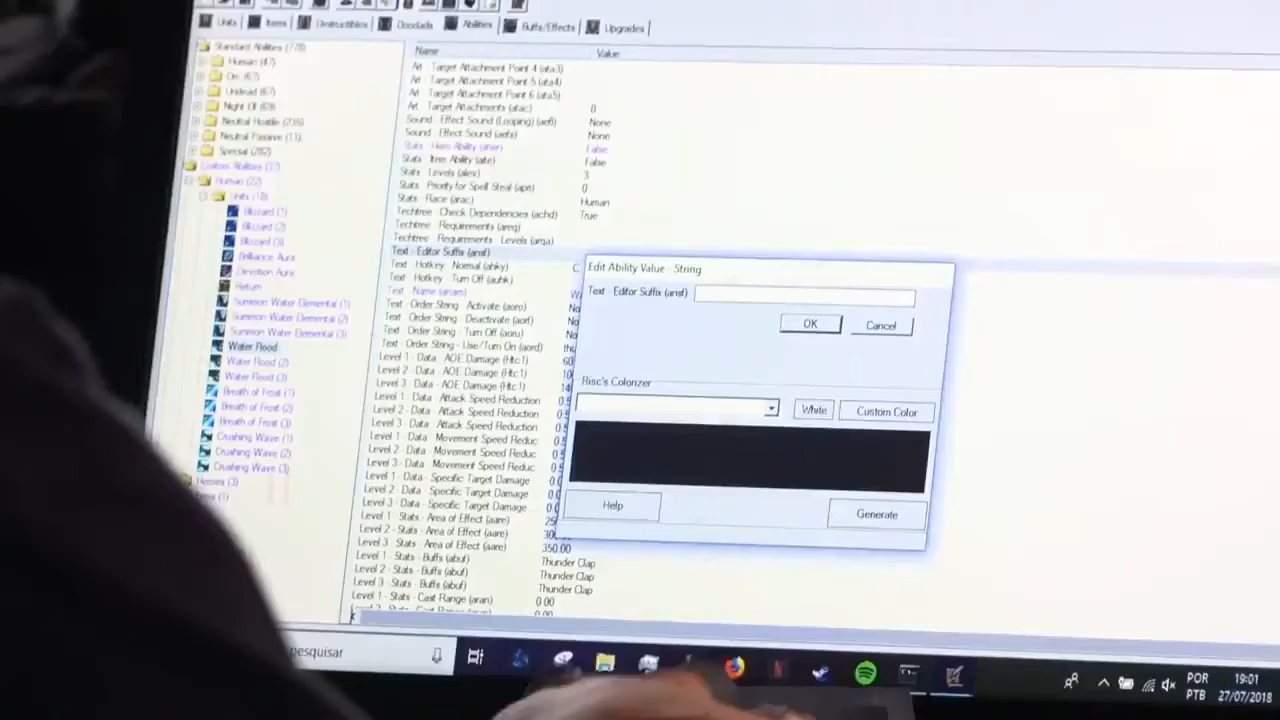 Units Items Destructibles Doodads Abilities Buffs/Effects Upgrades
Standard Abilities (778)
Human (47)
Orc (67)
Undead (67)
Night Elf (69)
Neutral Hostile (235)
Neutral Passive (11)
Special (282)
Custom Abilities (37)
Human (22)
Units (18)
Blizzard (1)
Blizzard (2)
Blizzard (3)
Brilliance Aura
Devotion Aura
Return
Summon Water Elemental (1)
Summon Water Elemental (2)
Summon Water Elemental (3)
Water Flood
Water Flood (2)
Water Flood (3)
Breath of Frost (1)
Breath of Frost (2)
Breath of Frost (3)
Crushing Wave (1)
Crushing Wave (2)
Crushing Wave (3)
Heroes (3)
Name Value
Art - Target Attachment Point 4 (ata3)
Art - Target Attachment Point 5 (ata4)
Art - Target Attachment Point 6 (ata5)
Art - Target Attachments (atac) 0
Sound - Effect Sound (Looping) (aefl) None
Sound - Effect Sound (aefs) None
Stats - Hero Ability (aher) False
Stats - Item Ability (aite) False
Stats - Levels (alev) 3
Stats - Priority for Spell Steal (apri) 0
Stats - Race (arac) Human
Techtree - Check Dependencies (achd) True
Techtree - Requirements (areq)
Techtree - Requirements - Levels (arqa)
Text - Editor Suffix (ansf)
Text - Hotkey - Normal (ahky) C
Text - Hotkey - Turn Off (auhk)
Text - Name (anam)
Text - Order String - Activate (aoro)
Text - Order String - Deactivate (aorf)
Text - Order String - Turn Off (aoru)
Text - Order String - Use/Turn On (aord)
Level 1 - Data - AOE Damage (Htc1)
Level 2 - Data - AOE Damage (Htc1)
Level 3 - Data - AOE Damage (Htc1)
Level 1 - Data - Attack Speed Reduction
Level 2 - Data - Attack Speed Reduction
Level 3 - Data - Attack Speed Reduction
Level 1 - Data - Movement Speed Reduc
Level 2 - Data - Movement Speed Reduc
Level 3 - Data - Movement Speed Reduc
Level 1 - Data - Specific Target Damage
Level 2 - Data - Specific Target Damage
Level 3 - Data - Specific Target Damage
Level 1 - Stats - Area of Effect (aare)
Level 2 - Stats - Area of Effect (aare)
Level 3 - Stats - Area of Effect (aare) 350.00
Level 1 - Stats - Buffs (abuf) Thunder Clap
Level 2 - Stats - Buffs (abuf) Thunder Clap
Level 3 - Stats - Buffs (abuf) Thunder Clap
Level 1 - Stats - Cast Range (aran) 0.00
Edit Ability Value - String
Text - Editor Suffix (ansf)
OK Cancel
Risc's Colorizer
White Custom Color
Help Generate
pesquisar
POR 19:01
PTB 27/07/2018